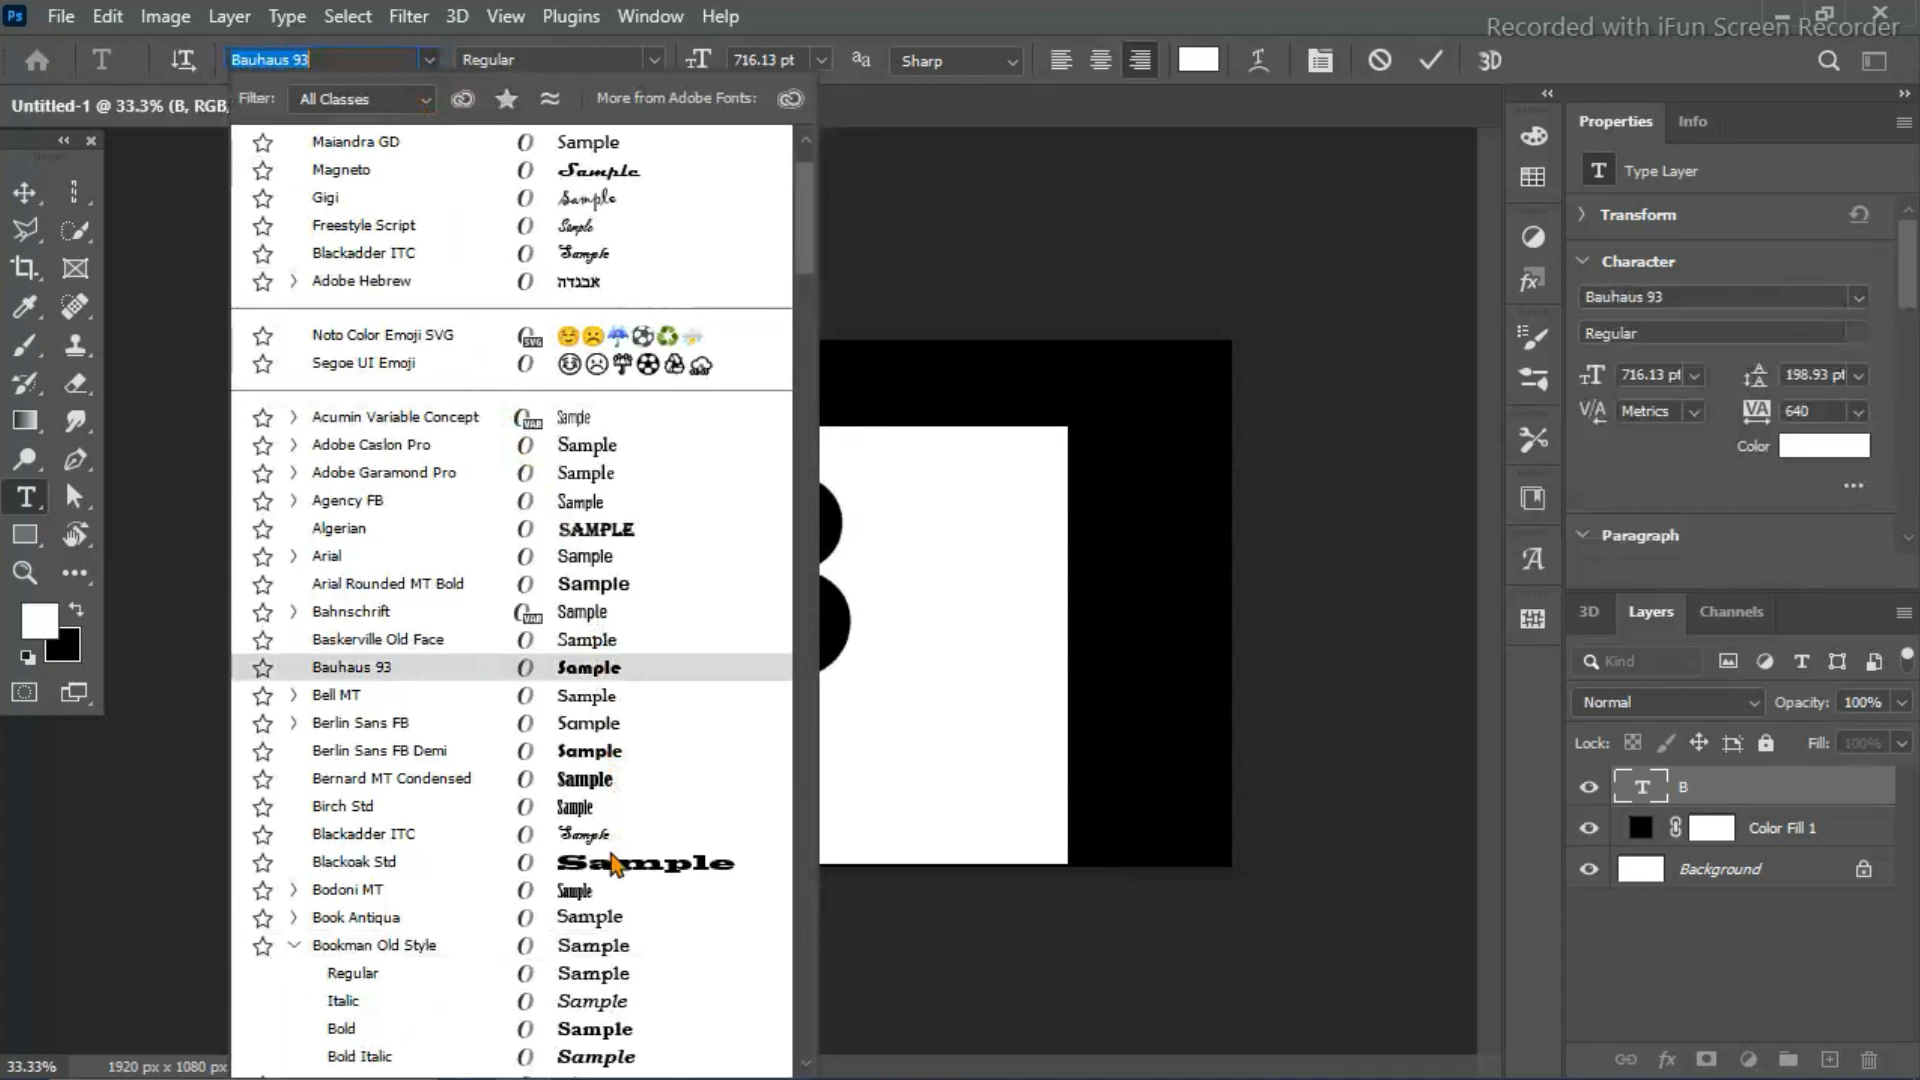 Ps File Edit Image Layer Type Select Filter 3D View Plugins Window Help
Recorded with iFun Screen Recorder
T T Bauhaus 93 Regular TT 716.13 pt aa Sharp 3D
Untitled-1 @ 33.3% (B, RGB,
Filter: All Classes More from Adobe Fonts:
Maiandra GD O Sample
Magneto O Sample
Gigi O Sample
Freestyle Script O Sample
Blackadder ITC O Sample
Adobe Hebrew O אבגדה
Noto Color Emoji SVG O SVG ☺️☹️☔⚽♻️⛈️
Segoe UI Emoji O ☺☹☔⚽♻⛈
Acumin Variable Concept O VAR Sample
Adobe Caslon Pro O Sample
Adobe Garamond Pro O Sample
Agency FB O Sample
Algerian O SAMPLE
Arial O Sample
Arial Rounded MT Bold O Sample
Bahnschrift O VAR Sample
Baskerville Old Face O Sample
Bauhaus 93 O Sample
Bell MT O Sample
Berlin Sans FB O Sample
Berlin Sans FB Demi O Sample
Bernard MT Condensed O Sample
Birch Std O Sample
Blackadder ITC O Sample
Blackoak Std O Sample
Bodoni MT O Sample
Book Antiqua O Sample
Bookman Old Style O Sample
Regular O Sample
Italic O Sample
Bold O Sample
Bold Italic O Sample
33.33% 1920 px x 1080 px
Properties Info
T Type Layer
Transform
Character
Bauhaus 93
Regular
TT 716.13 pt 198.93 pt
V/A Metrics VA 640
Color
Paragraph
3D Layers Channels
Kind
Normal Opacity: 100%
Lock: Fill: 100%
T B
Color Fill 1
Background